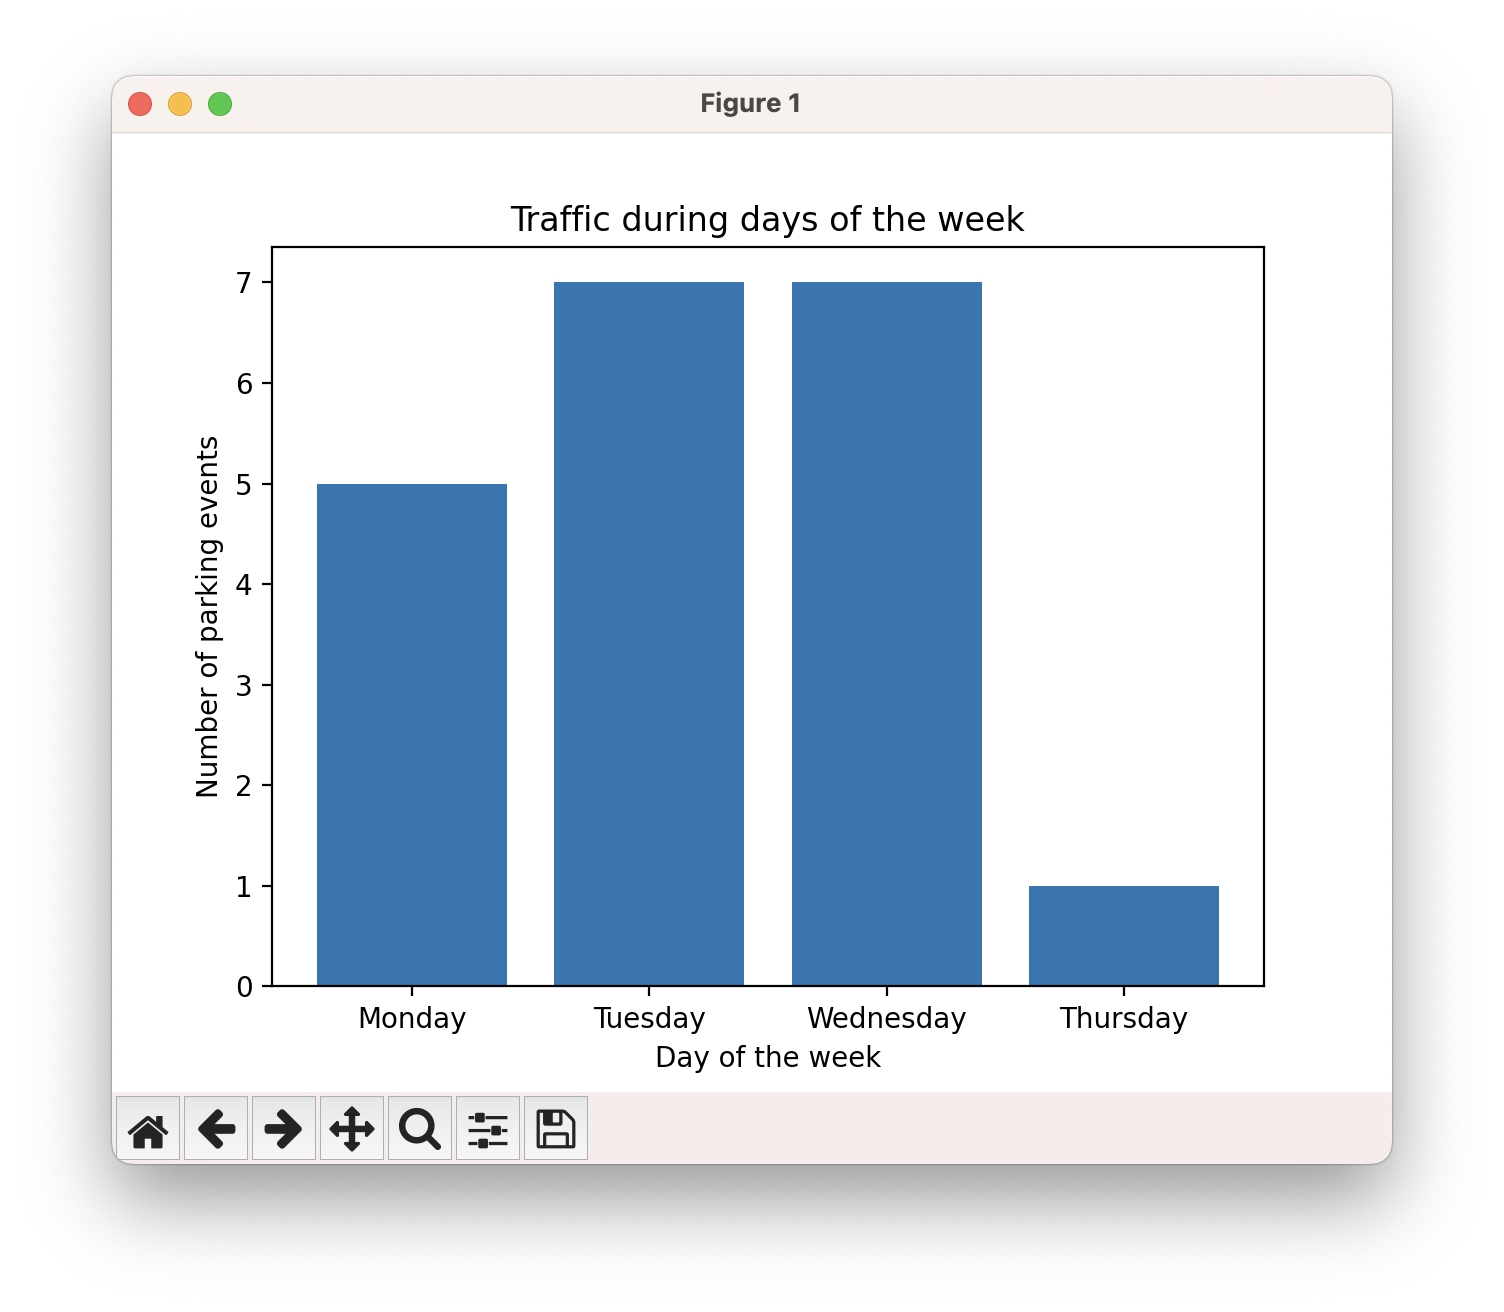 Figure 1
Traffic during days of the week
7
6
5
4
3
2
1
0
Number of parking events
Monday Tuesday Wednesday Thursday
Day of the week